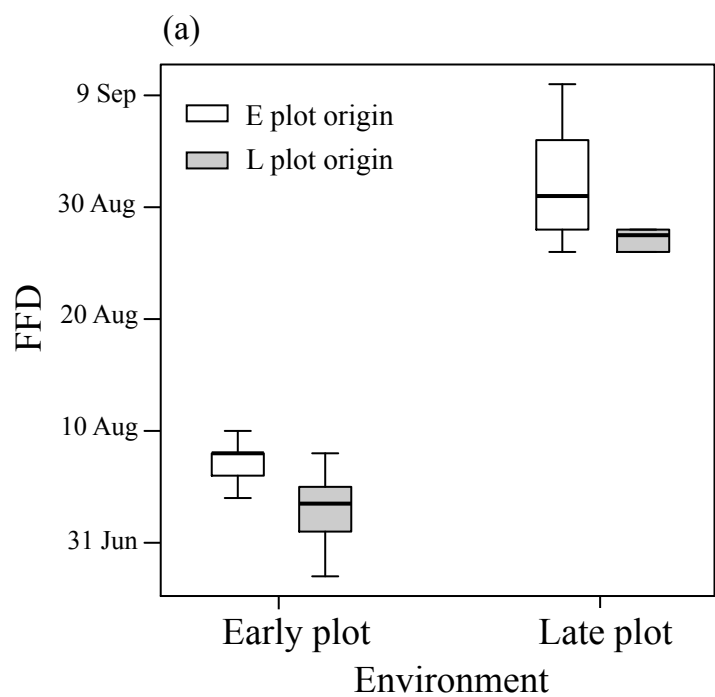 (a)
9 Sep
E plot origin
L plot origin
30 Aug
FFD
20 Aug
10 Aug
31 Jun
Early plot
Late plot
Environment